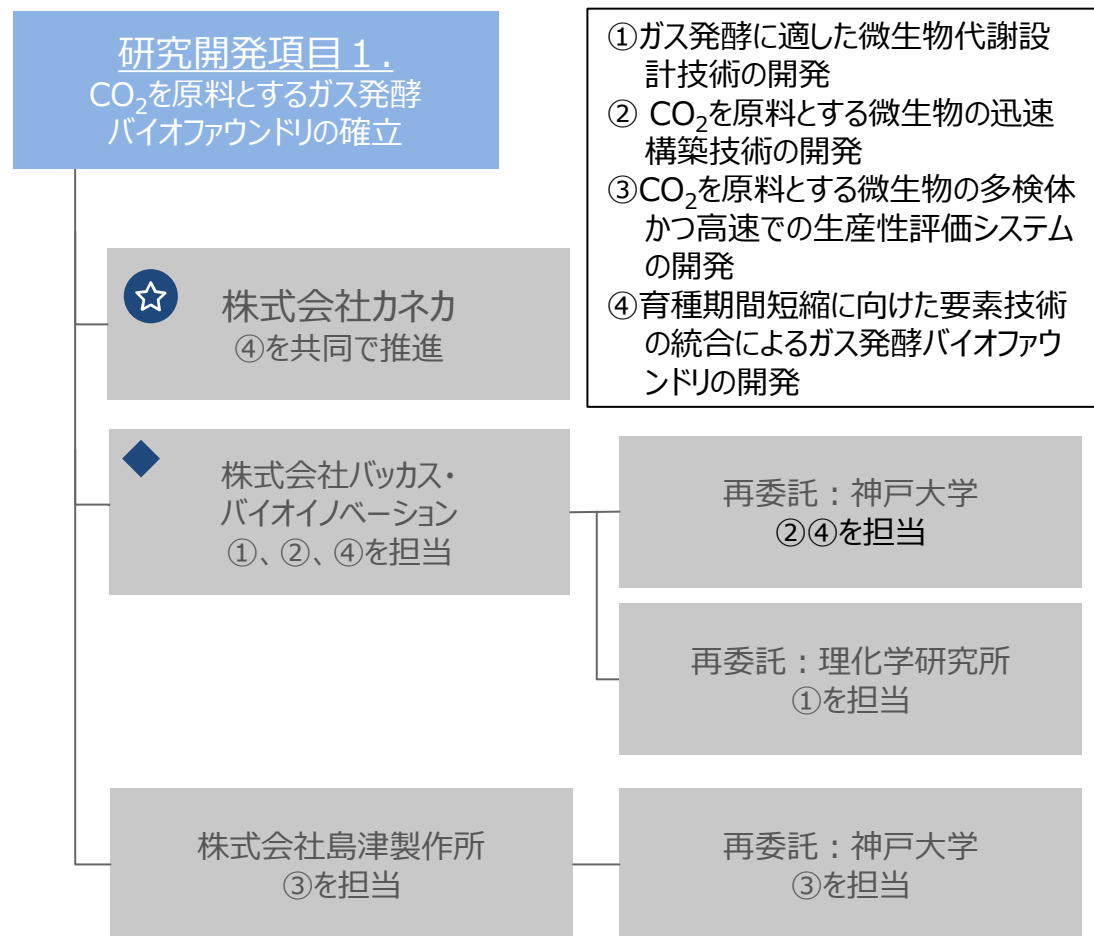 研究開発項目１.
CO₂を原料とするガス発酵
バイオファウンドリの確立
①ガス発酵に適した微生物代謝設
計技術の開発
② CO₂を原料とする微生物の迅速
構築技術の開発
③CO₂を原料とする微生物の多検体
かつ高速での生産性評価システム
の開発
④育種期間短縮に向けた要素技術
の統合によるガス発酵バイオファウ
ンドリの開発
株式会社カネカ
④を共同で推進
株式会社バッカス・
バイオイノベーション
①、②、④を担当
再委託：神戸大学
②④を担当
再委託：理化学研究所
①を担当
株式会社島津製作所
③を担当
再委託：神戸大学
③を担当